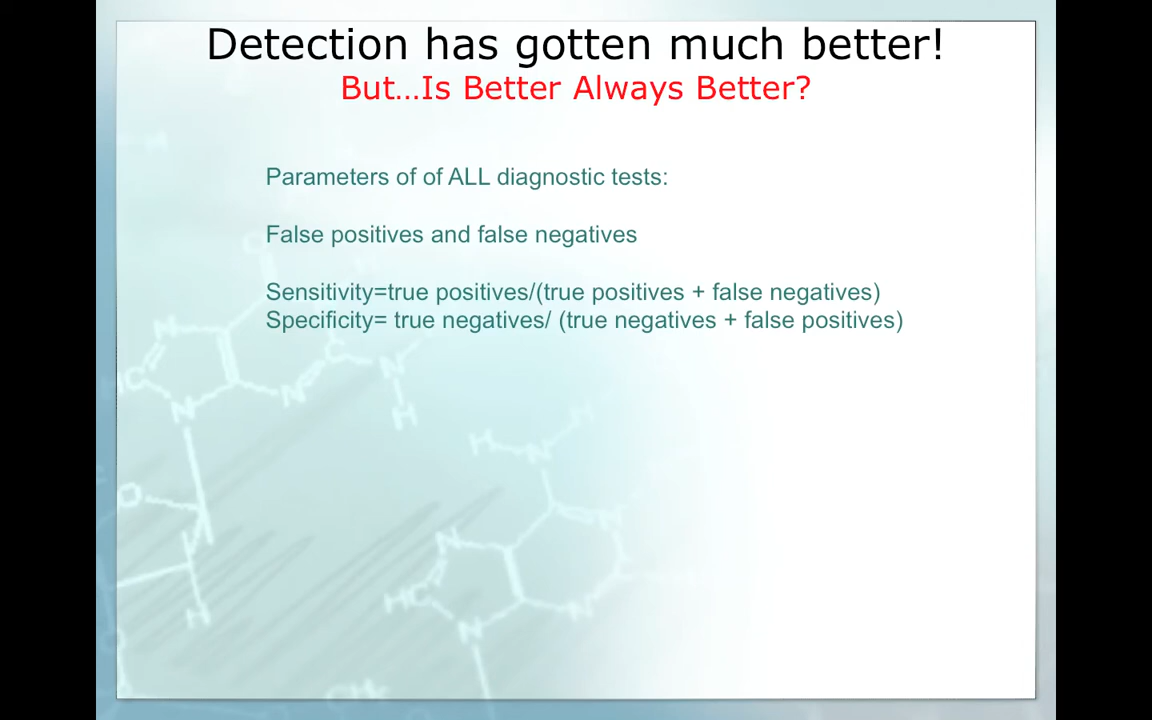 Detection has gotten much better!
But…Is Better Always Better?
Parameters of of ALL diagnostic tests:
False positives and false negatives
Sensitivity=true positives/(true positives + false negatives)
Specificity= true negatives/ (true negatives + false positives)